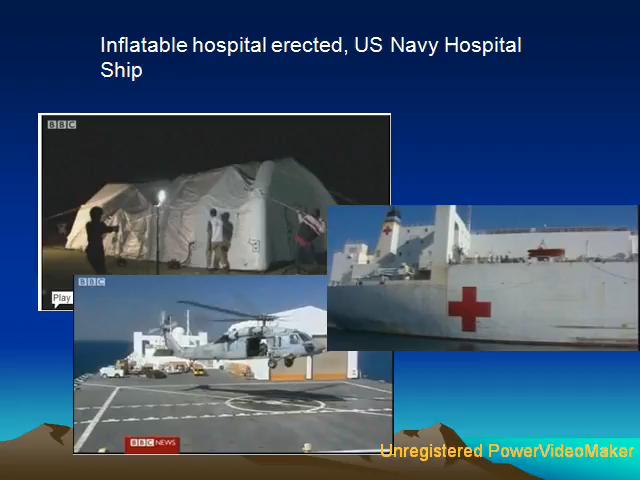 Inflatable hospital erected, US Navy Hospital
Ship
BBC
Play
BBC
BBC NEWS
Unregistered PowerVideoMaker